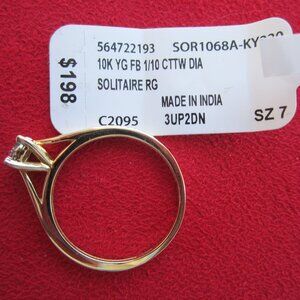 564722193 SOR1068A-KY
10K YG FB 1/10 CTTW DIA
SOLITAIRE RG
MADE IN INDIA
C2095 3UP2DN SZ 7
$198